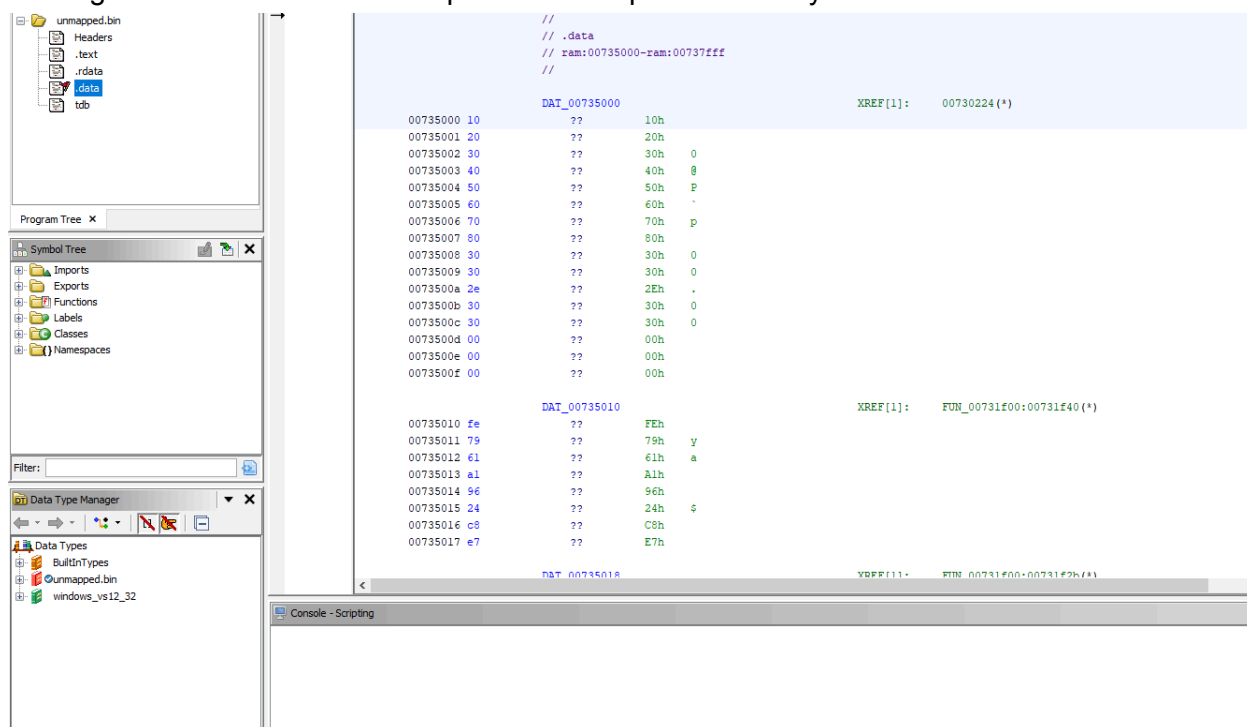 unmapped.bin
Headers
.text
.rdata
.data
tdb
Program Tree
Symbol Tree
Imports
Exports
Functions
Labels
Classes
Namespaces
Filter:
Data Type Manager
Data Types
BuiltInTypes
unmapped.bin
windows_vs12_32
//
// .data
// ram:00735000-ram:00737fff
//
DAT_00735000 XREF[1]: 00730224(*)
00735000 10 ?? 10h
00735001 20 ?? 20h
00735002 30 ?? 30h 0
00735003 40 ?? 40h @
00735004 50 ?? 50h P
00735005 60 ?? 60h `
00735006 70 ?? 70h p
00735007 80 ?? 80h
00735008 30 ?? 30h 0
00735009 30 ?? 30h 0
0073500a 2e ?? 2Eh .
0073500b 30 ?? 30h 0
0073500c 30 ?? 30h 0
0073500d 00 ?? 00h
0073500e 00 ?? 00h
0073500f 00 ?? 00h
DAT_00735010 XREF[1]: FUN_00731f00:00731f40(*)
00735010 fe ?? FEh
00735011 79 ?? 79h y
00735012 61 ?? 61h a
00735013 a1 ?? A1h
00735014 96 ?? 96h
00735015 24 ?? 24h $
00735016 c8 ?? C8h
00735017 e7 ?? E7h
DAT_00735018 XREF[1]: FUN_00731f00:00731f2b(*)
Console - Scripting